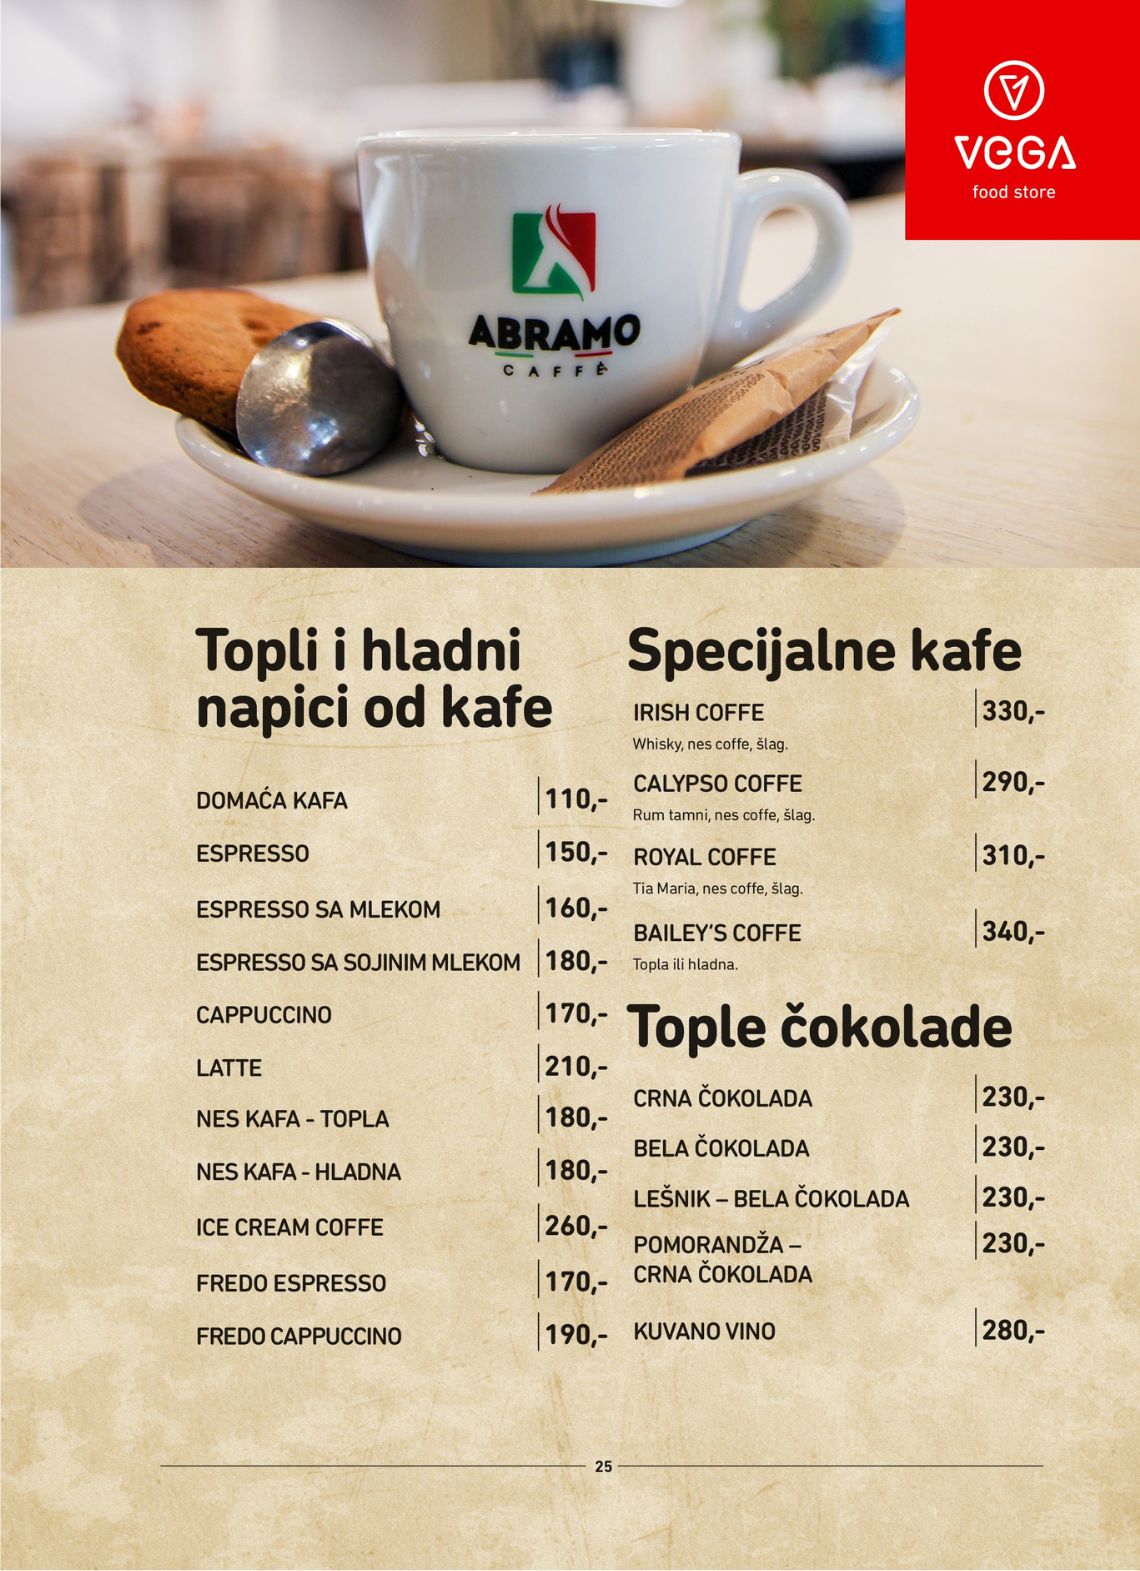 VEGA
food store
ABRAMO
CAFFÈ
Topli i hladni
napici od kafe
DOMAĆA KAFA 110,-
ESPRESSO 150,-
ESPRESSO SA MLEKOM 160,-
ESPRESSO SA SOJINIM MLEKOM 180,-
CAPPUCCINO 170,-
LATTE 210,-
NES KAFA - TOPLA 180,-
NES KAFA - HLADNA 180,-
ICE CREAM COFFE 260,-
FREDO ESPRESSO 170,-
FREDO CAPPUCCINO 190,-
Specijalne kafe
IRISH COFFE 330,-
Whisky, nes coffe, šlag.
CALYPSO COFFE 290,-
Rum tamni, nes coffe, šlag.
ROYAL COFFE 310,-
Tia Maria, nes coffe, šlag.
BAILEY’S COFFE 340,-
Topla ili hladna.
Tople čokolade
CRNA ČOKOLADA 230,-
BELA ČOKOLADA 230,-
LEŠNIK – BELA ČOKOLADA 230,-
POMORANDŽA – 230,-
CRNA ČOKOLADA
KUVANO VINO 280,-
25